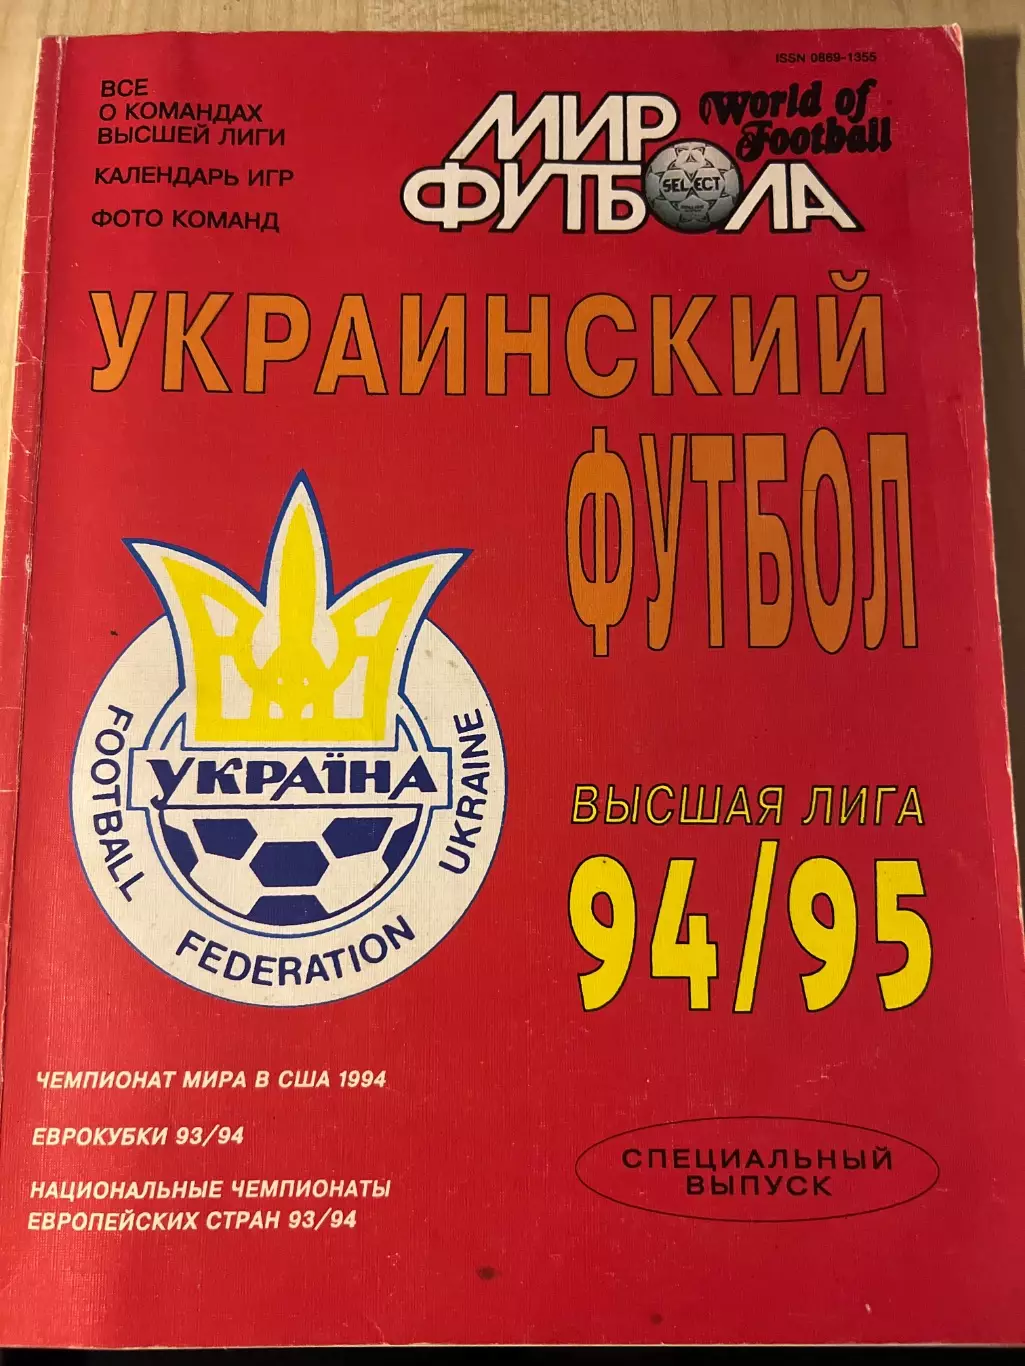 ISSN 0869-1355
ВСЕ
О КОМАНДАХ
ВЫСШЕЙ ЛИГИ
КАЛЕНДАРЬ ИГР
ФОТО КОМАНД
МИР
ФУТБОЛА
World of
Football
SELECT
УКРАИНСКИЙ
ФУТБОЛ
УКРАЇНА
FOOTBALL
FEDERATION
UKRAINE
ВЫСШАЯ ЛИГА
94/95
ЧЕМПИОНАТ МИРА В США 1994
ЕВРОКУБКИ 93/94
НАЦИОНАЛЬНЫЕ ЧЕМПИОНАТЫ
ЕВРОПЕЙСКИХ СТРАН 93/94
СПЕЦИАЛЬНЫЙ
ВЫПУСК